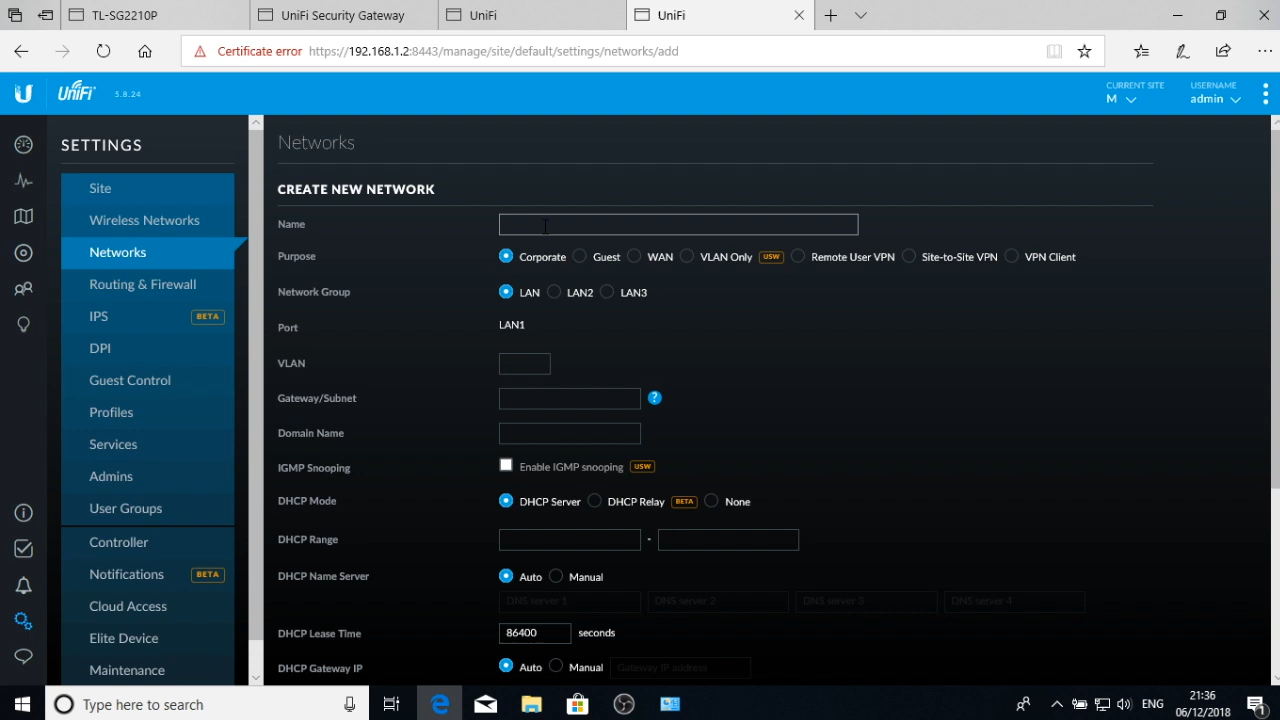 TL-SG2210P
UniFi Security Gateway
UniFi
UniFi
Certificate error https://192.168.1.2:8443/manage/site/default/settings/networks/add
UniFi 5.8.24
CURRENT SITE
M
USERNAME
admin
SETTINGS
Site
Wireless Networks
Networks
Routing & Firewall
IPS BETA
DPI
Guest Control
Profiles
Services
Admins
User Groups
Controller
Notifications BETA
Cloud Access
Elite Device
Maintenance
Networks
CREATE NEW NETWORK
Name
Purpose Corporate Guest WAN VLAN Only USW Remote User VPN Site-to-Site VPN VPN Client
Network Group LAN LAN2 LAN3
Port LAN1
VLAN
Gateway/Subnet ?
Domain Name
IGMP Snooping Enable IGMP snooping USW
DHCP Mode DHCP Server DHCP Relay BETA None
DHCP Range -
DHCP Name Server Auto Manual
DNS server 1 DNS server 2 DNS server 3 DNS server 4
DHCP Lease Time 86400 seconds
DHCP Gateway IP Auto Manual Gateway IP address
Type here to search
ENG
21:36
06/12/2018
1